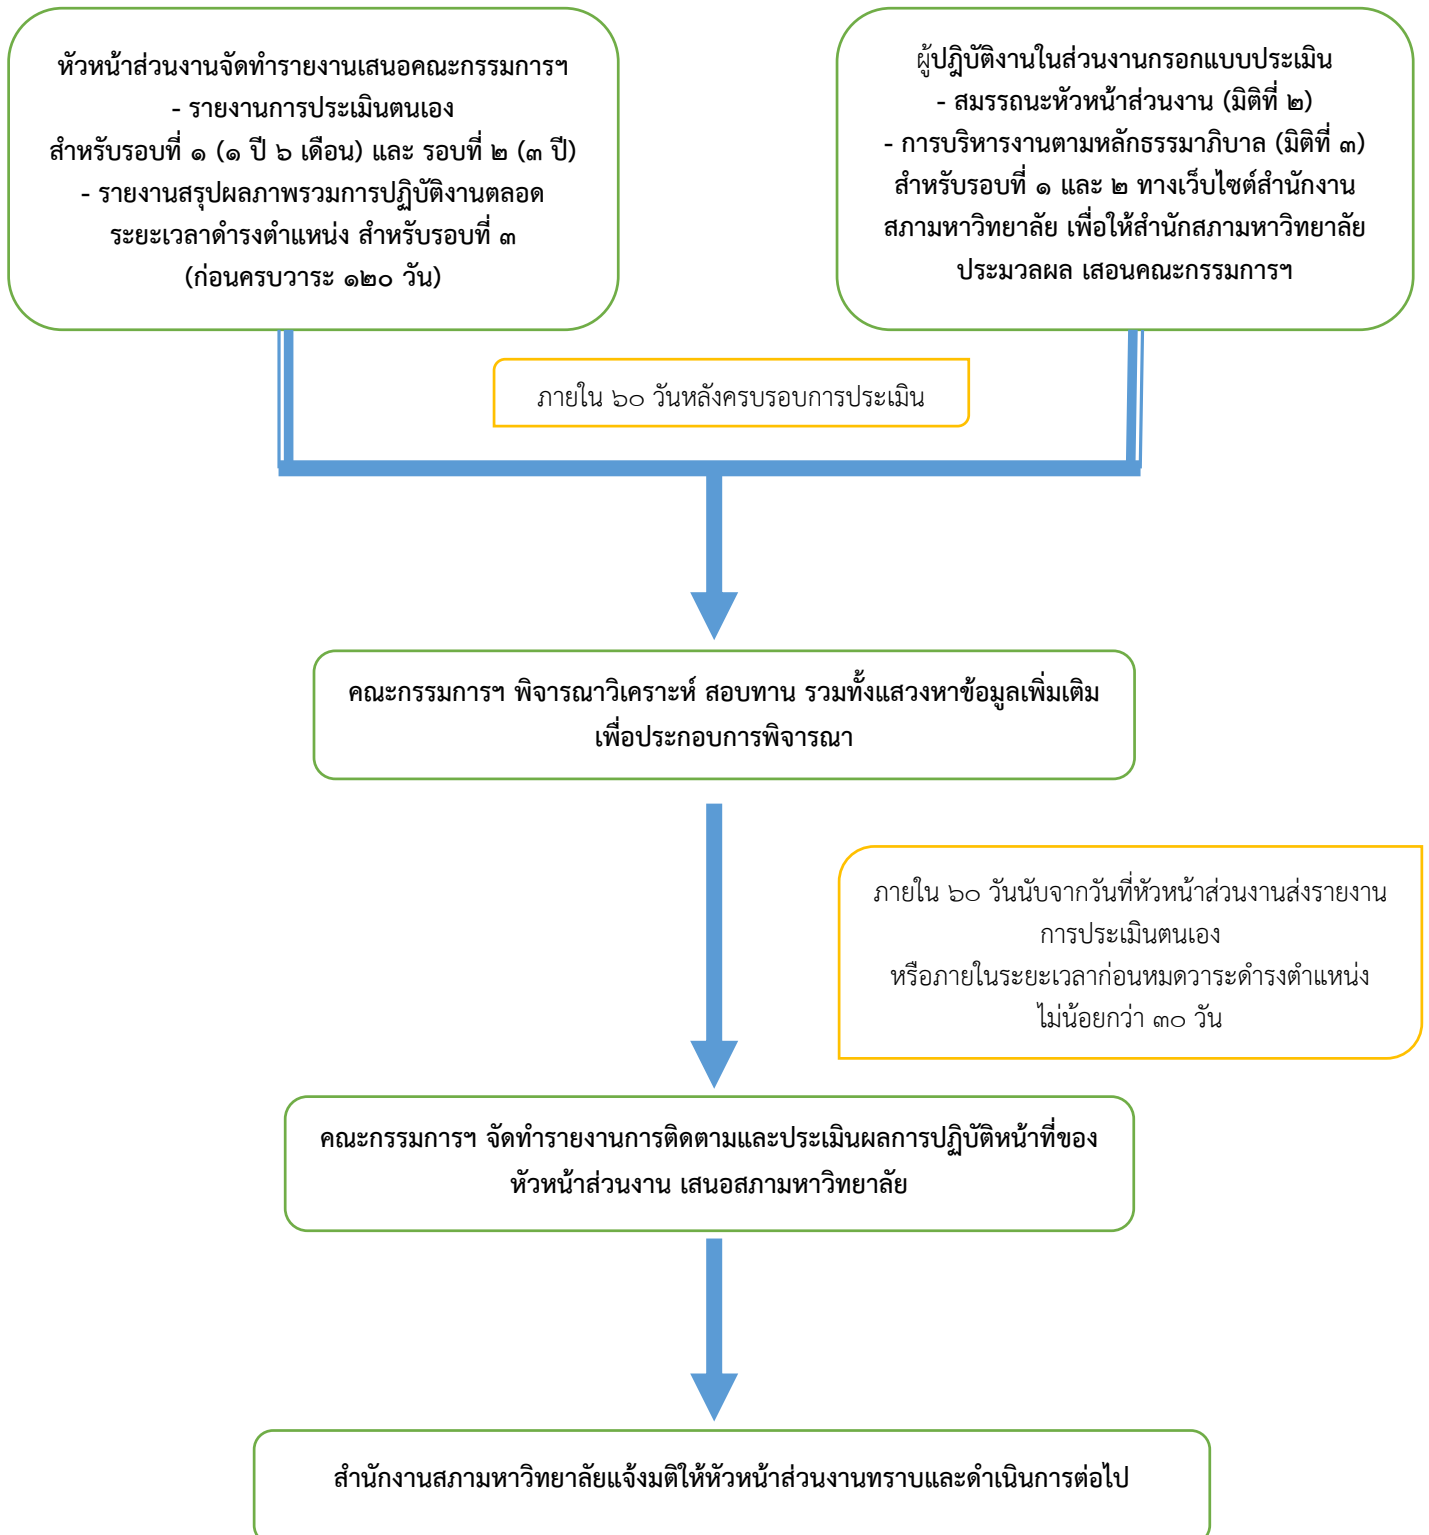 หัวหน้าส่วนงานจัดทำรายงานเสนอคณะกรรมการฯ
- รายงานการประเมินตนเอง
สำหรับรอบที่ ๑ (๑ ปี ๖ เดือน) และ รอบที่ ๒ (๓ ปี)
- รายงานสรุปผลภาพรวมการปฏิบัติงานตลอด
ระยะเวลาดำรงตำแหน่ง สำหรับรอบที่ ๓
(ก่อนครบวาระ ๑๒๐ วัน)
ผู้ปฏิบัติงานในส่วนงานกรอกแบบประเมิน
- สมรรถนะหัวหน้าส่วนงาน (มิติที่ ๒)
- การบริหารงานตามหลักธรรมาภิบาล (มิติที่ ๓)
สำหรับรอบที่ ๑ และ ๒ ทางเว็บไซต์สำนักงาน
สภามหาวิทยาลัย เพื่อให้สำนักสภามหาวิทยาลัย
ประมวลผล เสอนคณะกรรมการฯ
ภายใน ๖๐ วันหลังครบรอบการประเมิน
คณะกรรมการฯ พิจารณาวิเคราะห์ สอบทาน รวมทั้งแสวงหาข้อมูลเพิ่มเติม
เพื่อประกอบการพิจารณา
ภายใน ๖๐ วันนับจากวันที่หัวหน้าส่วนงานส่งรายงาน
การประเมินตนเอง
หรือภายในระยะเวลาก่อนหมดวาระดำรงตำแหน่ง
ไม่น้อยกว่า ๓๐ วัน
คณะกรรมการฯ จัดทำรายงานการติดตามและประเมินผลการปฏิบัติหน้าที่ของ
หัวหน้าส่วนงาน เสนอสภามหาวิทยาลัย
สำนักงานสภามหาวิทยาลัยแจ้งมติให้หัวหน้าส่วนงานทราบและดำเนินการต่อไป